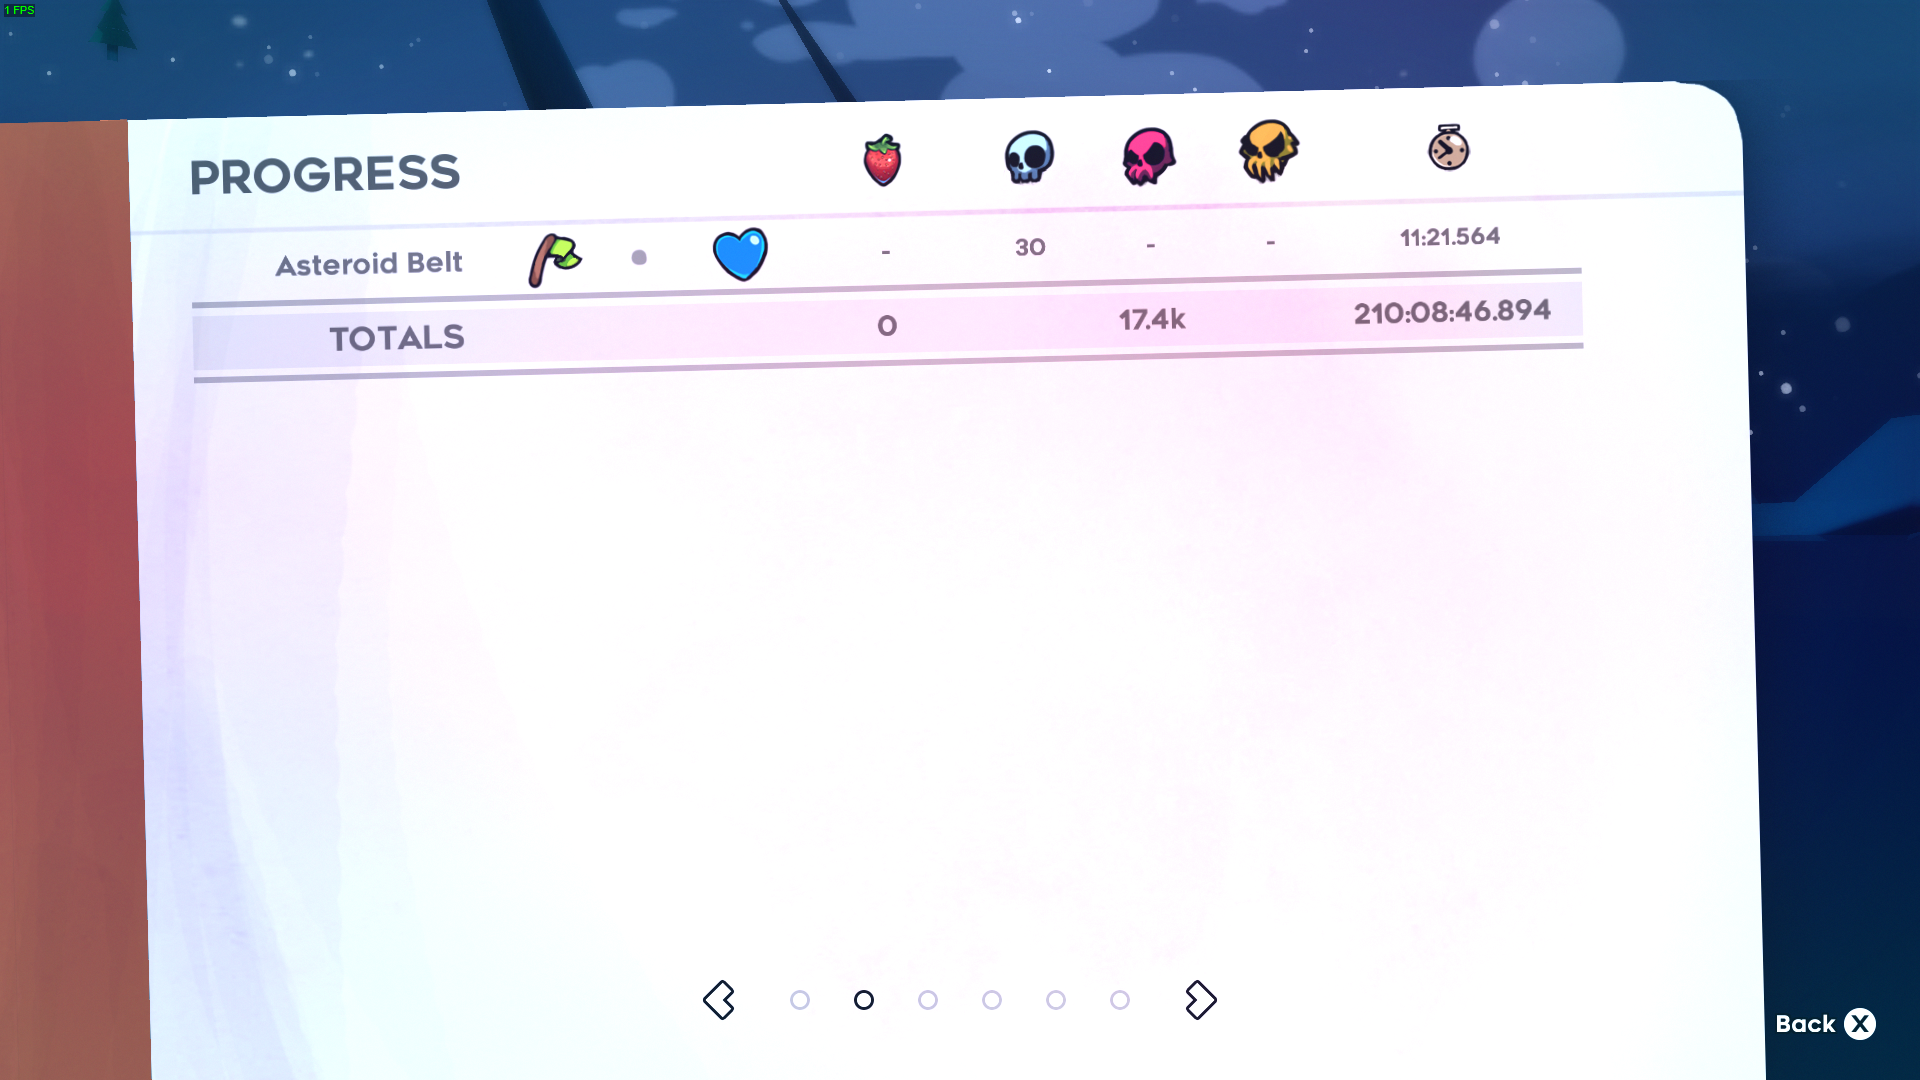 1 FPS
PROGRESS
Asteroid Belt - 30 - - 11:21.564
TOTALS 0 17.4k 210:08:46.894
Back X